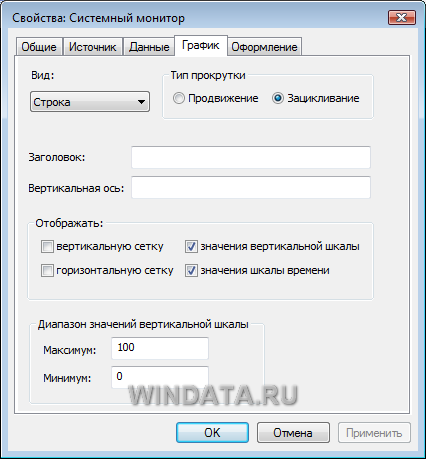 Свойства: Системный монитор
Общие Источник Данные График Оформление
Вид:
Строка
Тип прокрутки
Продвижение Зацикливание
Заголовок:
Вертикальная ось:
Отображать:
вертикальную сетку значения вертикальной шкалы
горизонтальную сетку значения шкалы времени
Диапазон значений вертикальной шкалы
Максимум: 100
Минимум: 0
WINDATA.RU
OK Отмена Применить